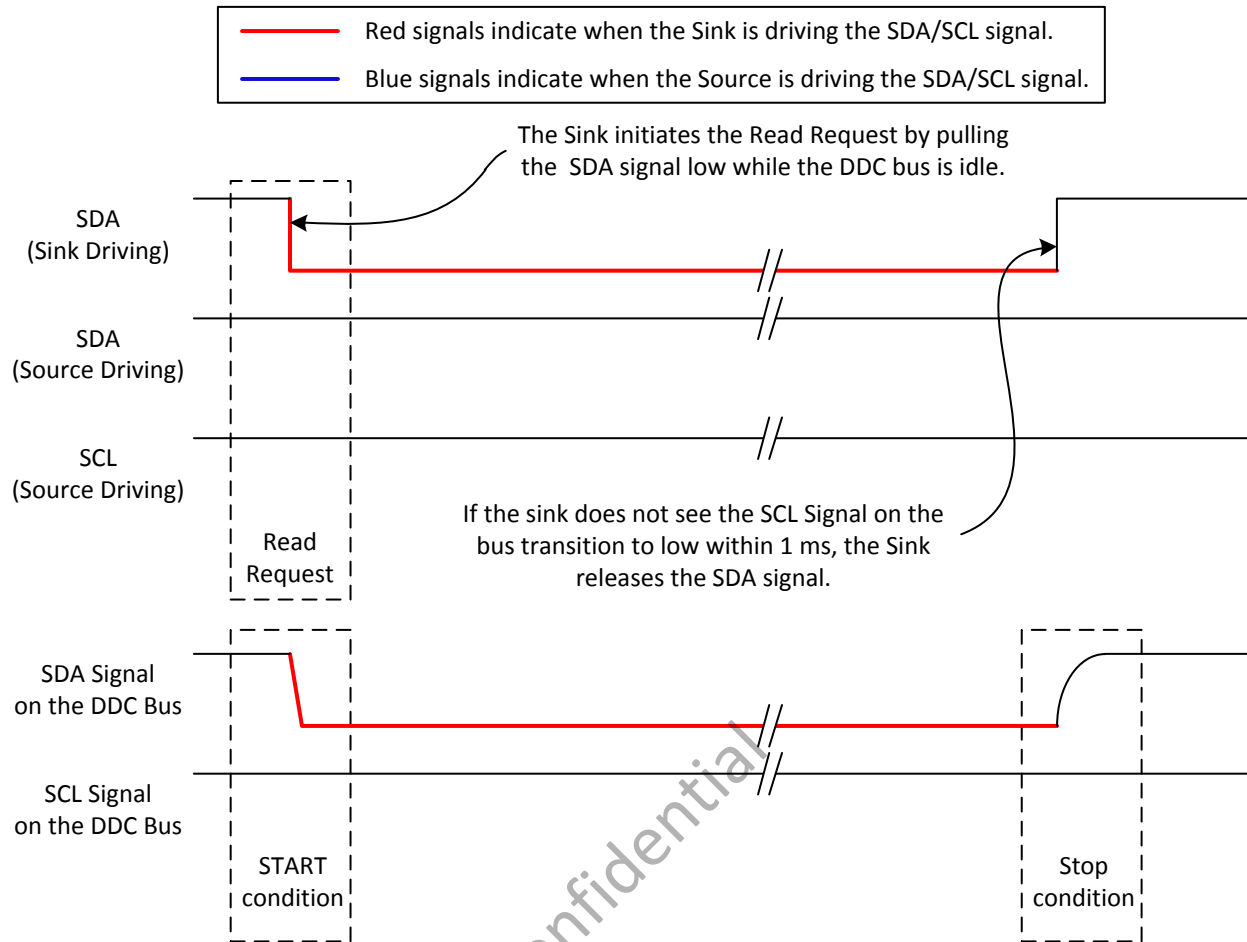 Red signals indicate when the Sink is driving the SDA/SCL signal.
Blue signals indicate when the Source is driving the SDA/SCL signal.
The Sink initiates the Read Request by pulling
the SDA signal low while the DDC bus is idle.
SDA
(Sink Driving)
SDA
(Source Driving)
SCL
(Source Driving)
If the sink does not see the SCL Signal on the
bus transition to low within 1 ms, the Sink
releases the SDA signal.
Read
Request
SDA Signal
on the DDC Bus
SCL Signal
on the DDC Bus
START
condition
Stop
condition
nfidential